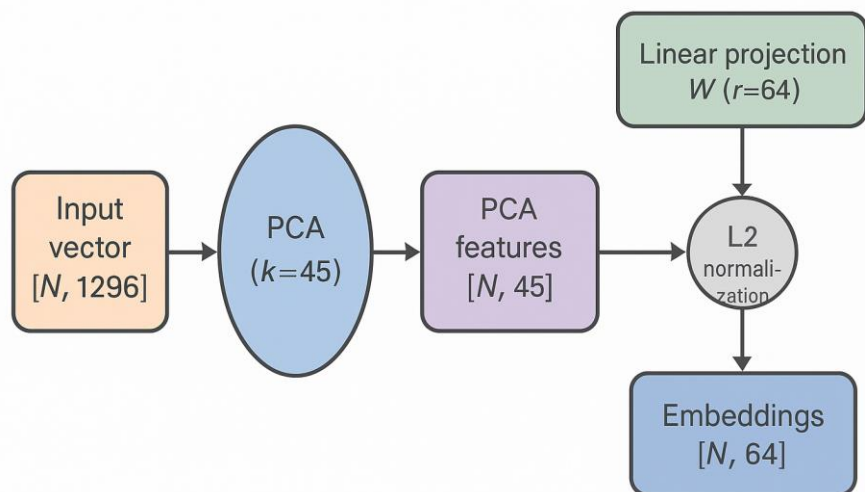 Input
vector
[N, 1296]
PCA
(k=45)
PCA
features
[N, 45]
Linear projection
W (r=64)
L2
normali-
zation
Embeddings
[N, 64]